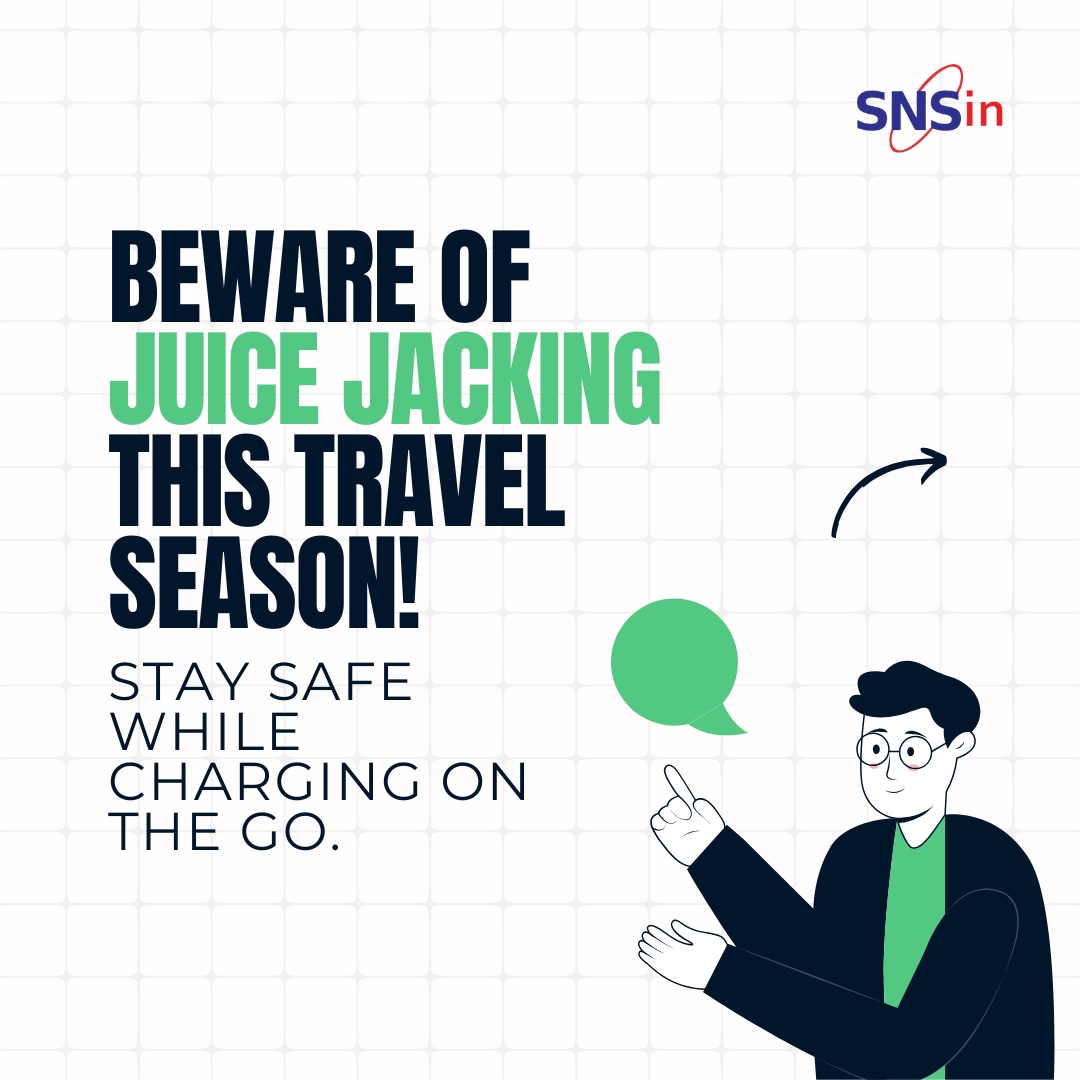 SNSin
BEWARE OF
JUICE JACKING
THIS TRAVEL
SEASON!
STAY SAFE
WHILE
CHARGING ON
THE GO.